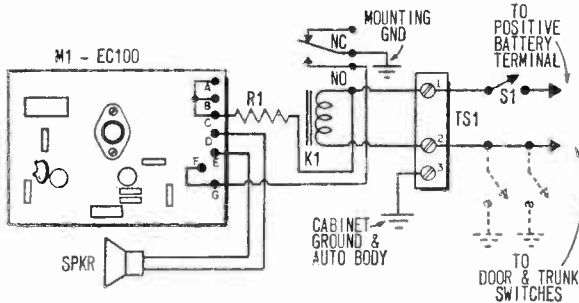 M1 - EC100
A
B
C
D
E
F
G
R1
SPKR
MOUNTING
GND
NC
NO
K1
CABINET
GROUND &
AUTO BODY
1
2
3
TS1
S1
TO
POSITIVE
BATTERY
TERMINAL
TO
DOOR & TRUNK
SWITCHES